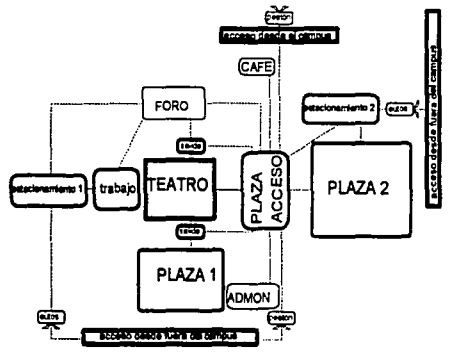 peaton
acceso desde el campus
CAFE
FORO
estacionamiento 2
autos
acceso desde fuera del campus
salida
estacionamiento 1
trabajo
TEATRO
PLAZA
ACCESO
PLAZA 2
salida
PLAZA 1
ADMON
autos
peaton
acceso desde fuera del campus